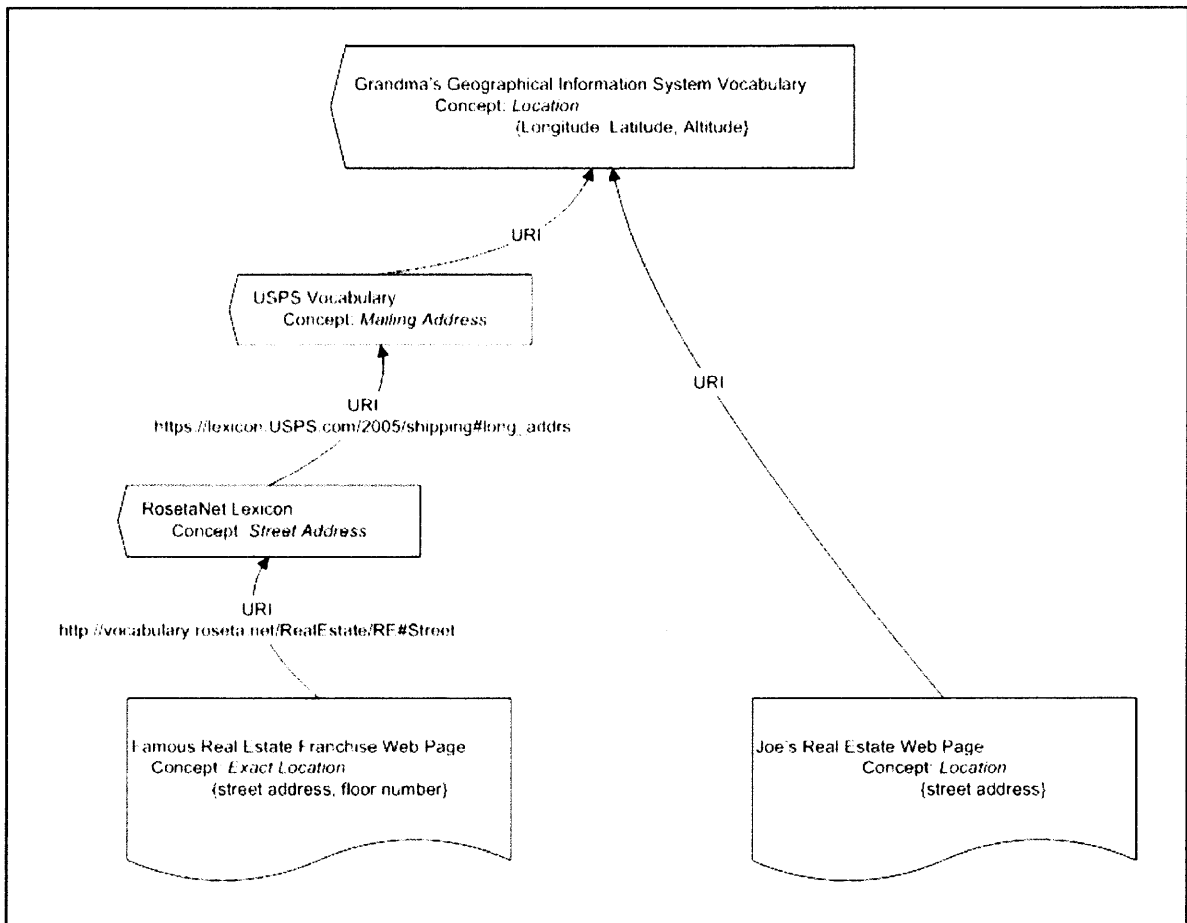 Grandma's Geographical Information System Vocabulary
Concept: Location
{Longitude, Latitude, Altitude}
URI
USPS Vocabulary
Concept: Mailing Address
URI
URI
https://lexicon.USPS.com/2005/shipping#long_addrs
RosetaNet Lexicon
Concept: Street Address
URI
http://vocabulary.roseta.net/RealEstate/RE#Street
Famous Real Estate Franchise Web Page
Concept: Exact Location
{street address, floor number}
Joe's Real Estate Web Page
Concept: Location
{street address}